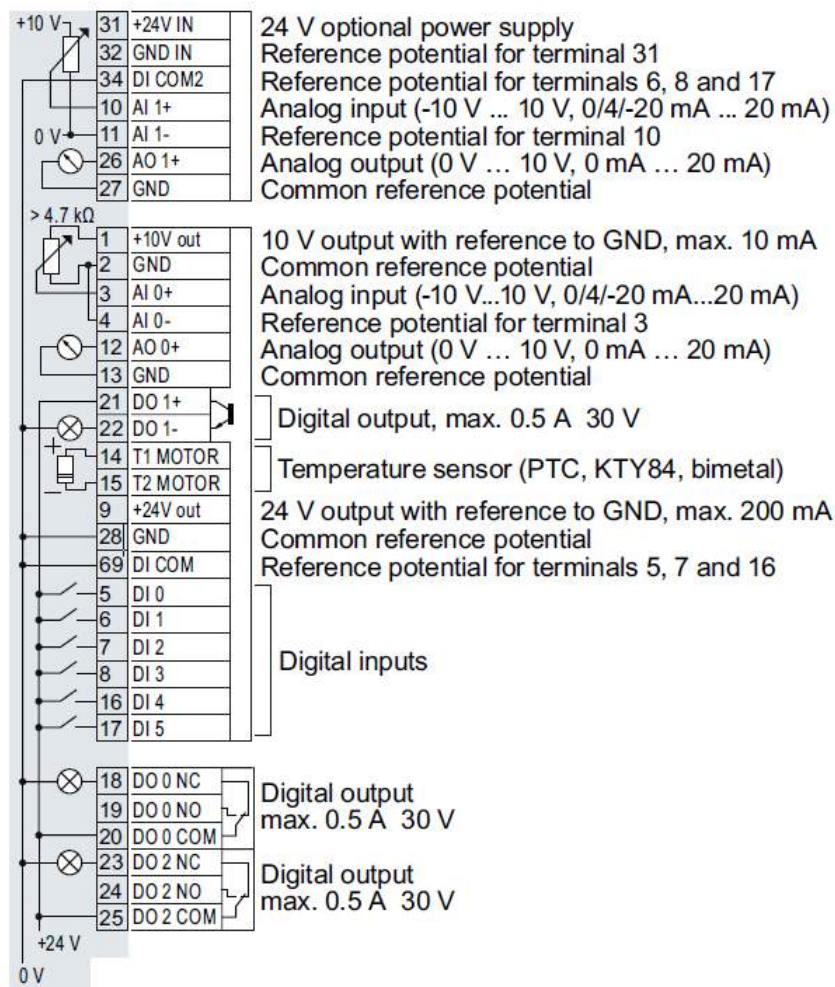 +10 V 31 +24V IN 24 V optional power supply
32 GND IN Reference potential for terminal 31
34 DI COM2 Reference potential for terminals 6, 8 and 17
10 AI 1+ Analog input (-10 V ... 10 V, 0/4/-20 mA ... 20 mA)
0 V 11 AI 1- Reference potential for terminal 10
26 AO 1+ Analog output (0 V … 10 V, 0 mA … 20 mA)
27 GND Common reference potential
> 4.7 kΩ
1 +10V out 10 V output with reference to GND, max. 10 mA
2 GND Common reference potential
3 AI 0+ Analog input (-10 V...10 V, 0/4/-20 mA...20 mA)
4 AI 0- Reference potential for terminal 3
12 AO 0+ Analog output (0 V … 10 V, 0 mA … 20 mA)
13 GND Common reference potential
21 DO 1+
Digital output, max. 0.5 A 30 V
22 DO 1-
+ 14 T1 MOTOR
Temperature sensor (PTC, KTY84, bimetal)
− 15 T2 MOTOR
9 +24V out 24 V output with reference to GND, max. 200 mA
28 GND Common reference potential
69 DI COM Reference potential for terminals 5, 7 and 16
5 DI 0
6 DI 1
7 DI 2
Digital inputs
8 DI 3
16 DI 4
17 DI 5
18 DO 0 NC
Digital output
19 DO 0 NO
max. 0.5 A 30 V
20 DO 0 COM
23 DO 2 NC
Digital output
24 DO 2 NO
max. 0.5 A 30 V
25 DO 2 COM
+24 V
0 V